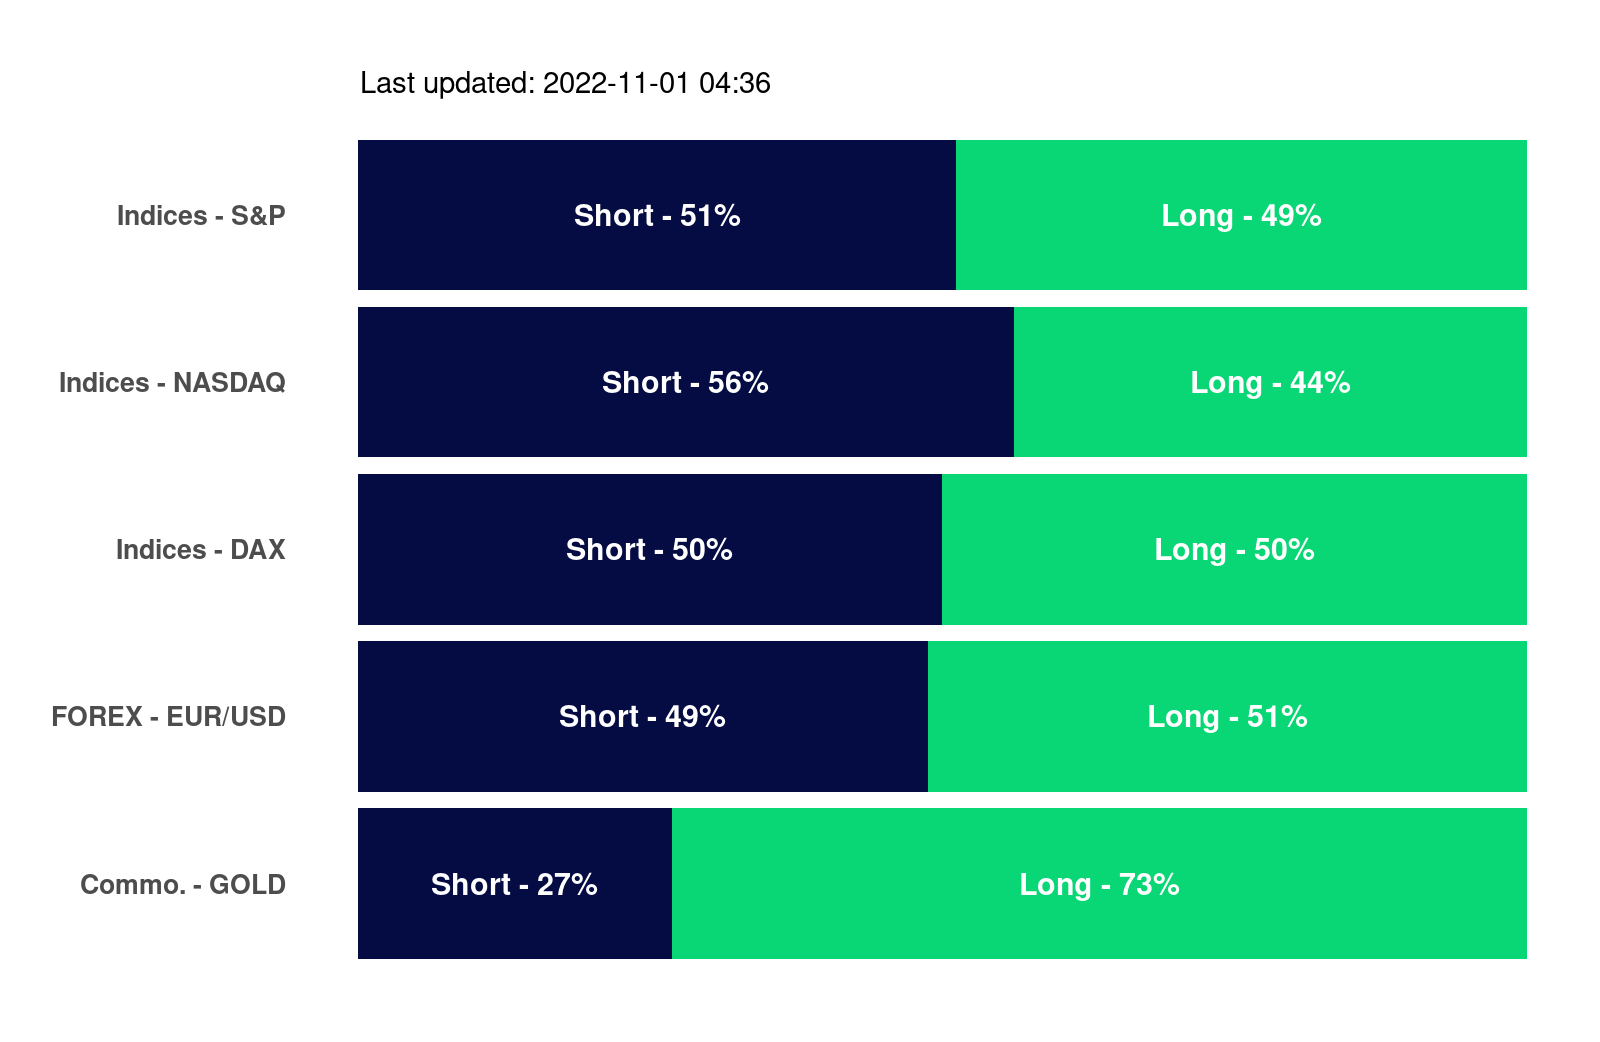 Last updated: 2022-11-01 04:36
Indices - S&P Short - 51% Long - 49%
Indices - NASDAQ Short - 56% Long - 44%
Indices - DAX Short - 50% Long - 50%
FOREX - EUR/USD Short - 49% Long - 51%
Commo. - GOLD Short - 27% Long - 73%